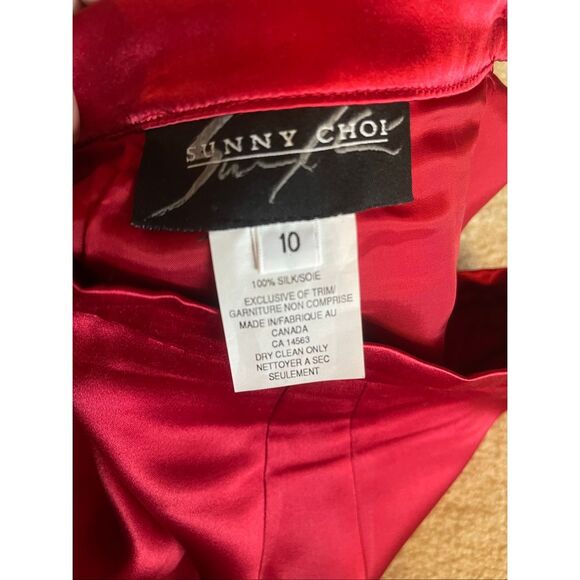 SUNNY CHOI
10
100% SILK/SOIE
EXCLUSIVE OF TRIM/
GARNITURE NON COMPRISE
MADE IN/FABRIQUE AU
CANADA
CA 14563
DRY CLEAN ONLY
NETTOYER A SEC
SEULEMENT